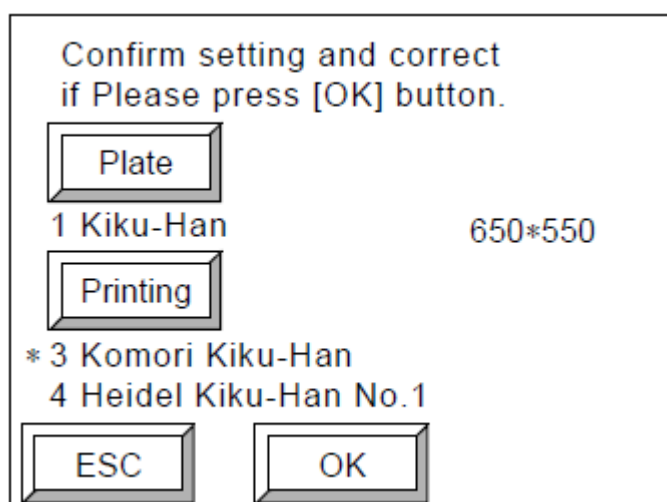 Confirm setting and correct
if Please press [OK] button.
Plate
1 Kiku-Han 650*550
Printing
* 3 Komori Kiku-Han
4 Heidel Kiku-Han No.1
ESC OK